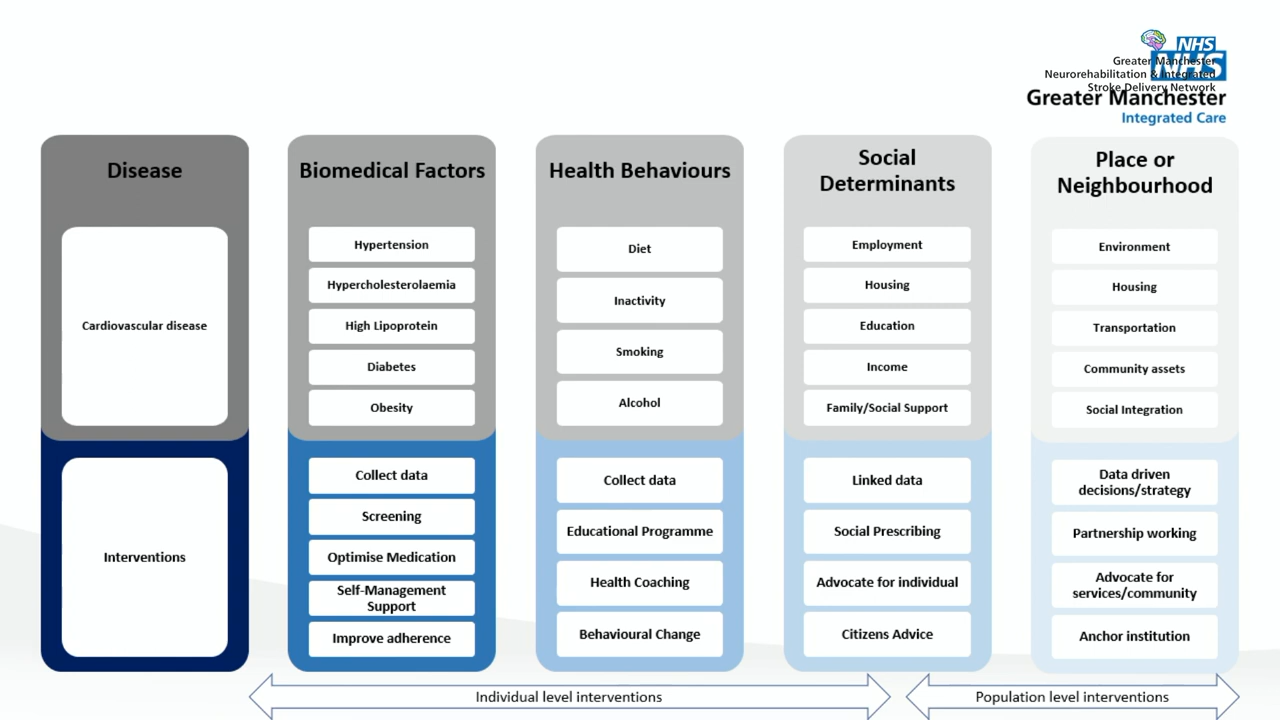 NHS
NHS
Greater Manchester
Neurorehabilitation & Integrated
Stroke Delivery Network
Greater Manchester
Integrated Care
Disease
Cardiovascular disease
Interventions
Biomedical Factors
Hypertension
Hypercholesterolaemia
High Lipoprotein
Diabetes
Obesity
Collect data
Screening
Optimise Medication
Self-Management
Support
Improve adherence
Health Behaviours
Diet
Inactivity
Smoking
Alcohol
Collect data
Educational Programme
Health Coaching
Behavioural Change
Social
Determinants
Employment
Housing
Education
Income
Family/Social Support
Linked data
Social Prescribing
Advocate for individual
Citizens Advice
Place or
Neighbourhood
Environment
Housing
Transportation
Community assets
Social Integration
Data driven
decisions/strategy
Partnership working
Advocate for
services/community
Anchor institution
Individual level interventions
Population level interventions